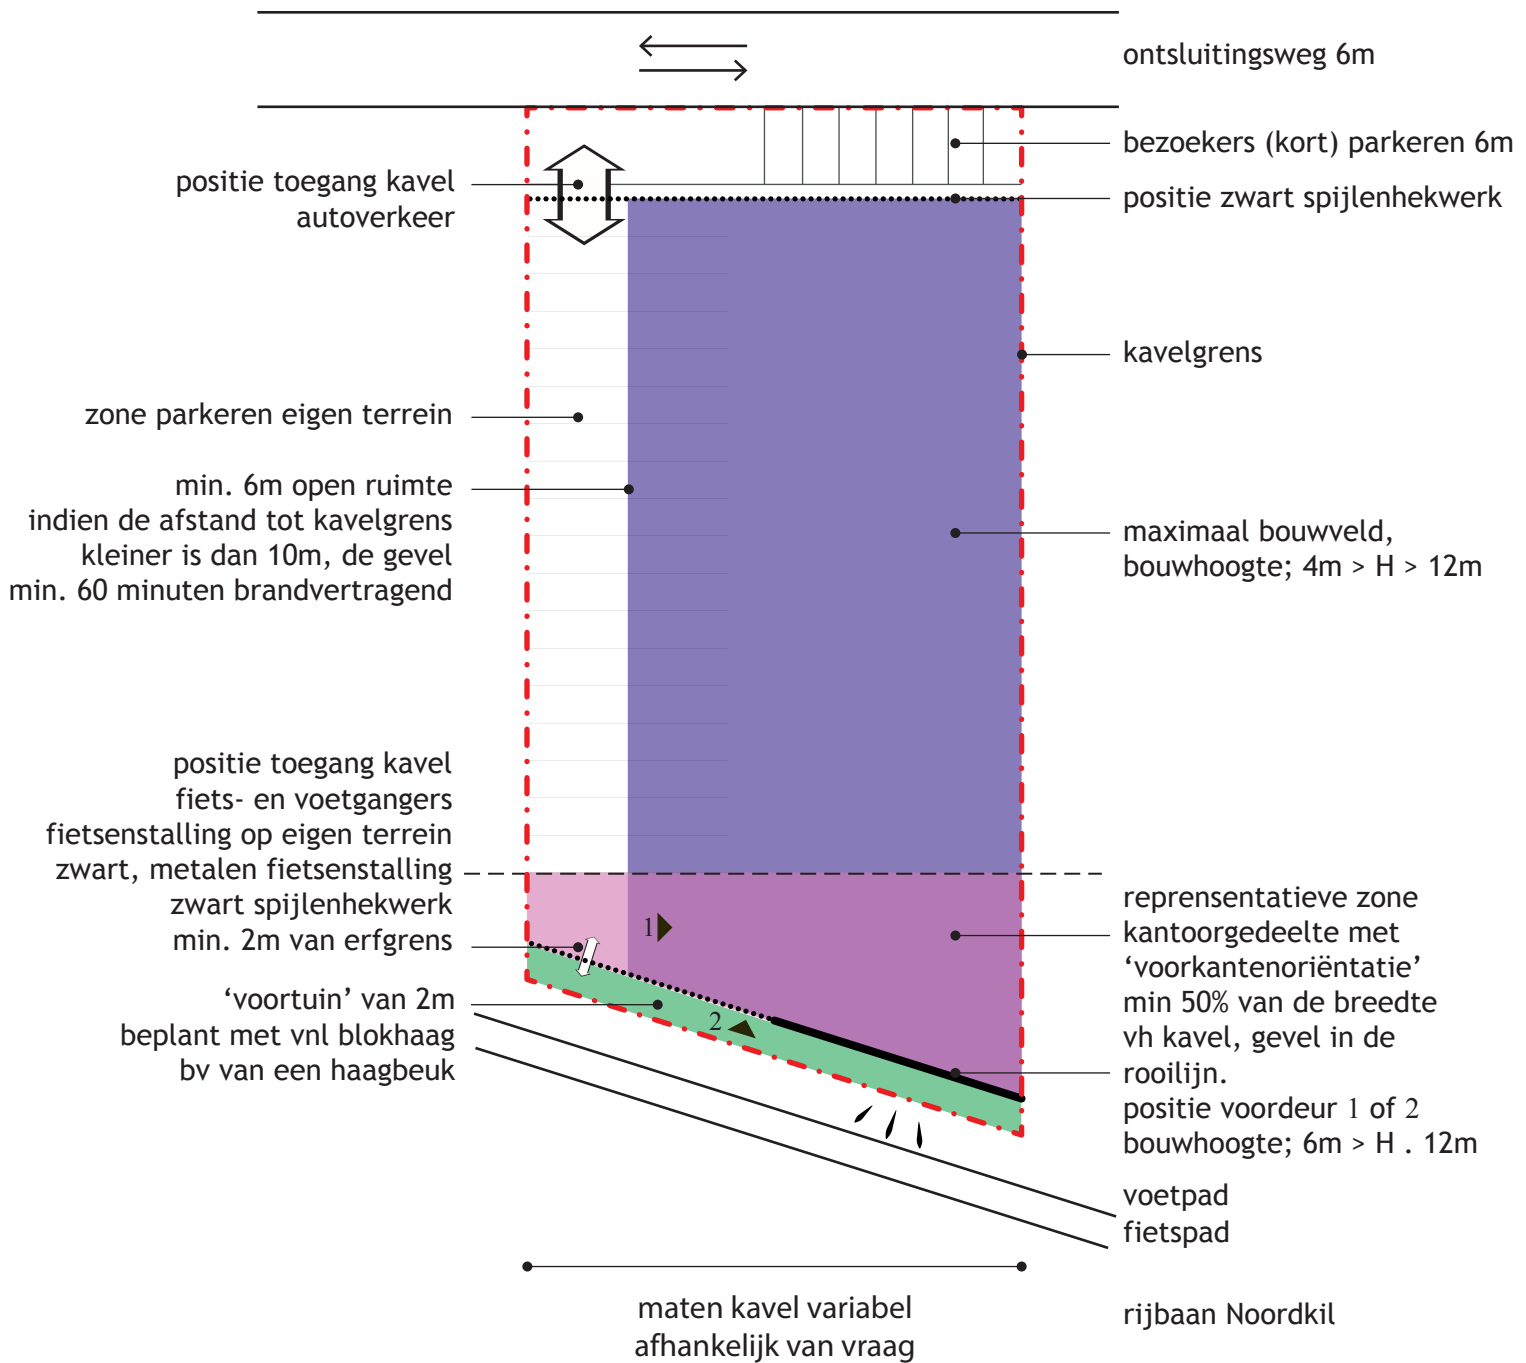 ontsluitingsweg 6m
bezoekers (kort) parkeren 6m
positie toegang kavel
autoverkeer
positie zwart spijlenhekwerk
kavelgrens
zone parkeren eigen terrein
min. 6m open ruimte
indien de afstand tot kavelgrens
kleiner is dan 10m, de gevel
min. 60 minuten brandvertragend
maximaal bouwveld,
bouwhoogte; 4m > H > 12m
positie toegang kavel
fiets- en voetgangers
fietsenstalling op eigen terrein
zwart, metalen fietsenstalling
zwart spijlenhekwerk
min. 2m van erfgrens
1
2
‘voortuin’ van 2m
beplant met vnl blokhaag
bv van een haagbeuk
reprensentatieve zone
kantoorgedeelte met
‘voorkantenoriëntatie’
min 50% van de breedte
vh kavel, gevel in de
rooilijn.
positie voordeur 1 of 2
bouwhoogte; 6m > H . 12m
voetpad
fietspad
rijbaan Noordkil
maten kavel variabel
afhankelijk van vraag